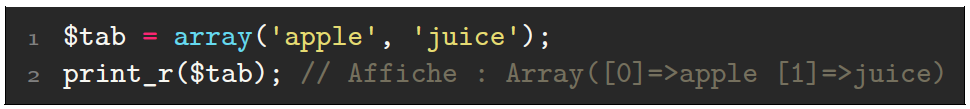 1 $tab = array('apple', 'juice');
2 print_r($tab); // Affiche : Array([0]=>apple [1]=>juice)